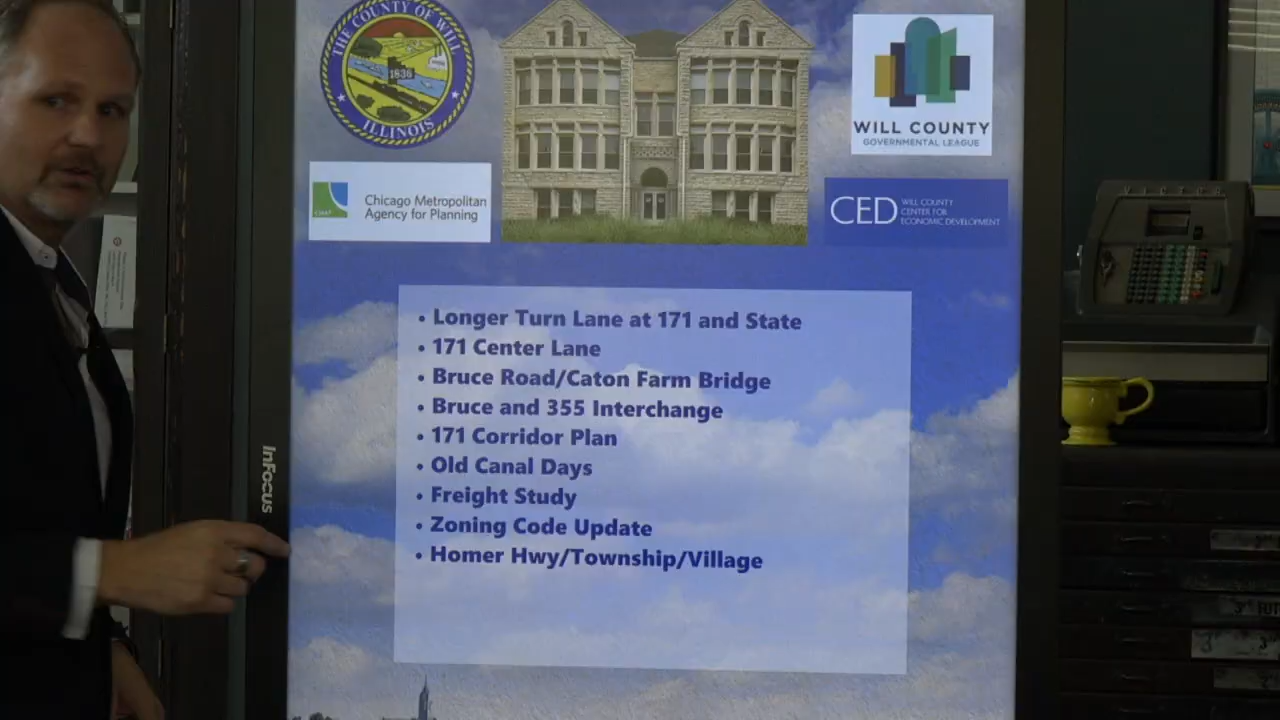 THE COUNTY OF WILL
1836
ILLINOIS
WILL COUNTY
GOVERNMENTAL LEAGUE
CMAP
Chicago Metropolitan
Agency for Planning
CED
WILL COUNTY
CENTER FOR
ECONOMIC DEVELOPMENT
• Longer Turn Lane at 171 and State
• 171 Center Lane
• Bruce Road/Caton Farm Bridge
• Bruce and 355 Interchange
• 171 Corridor Plan
• Old Canal Days
• Freight Study
• Zoning Code Update
• Homer Hwy/Township/Village
InFocus
VICTOR
3"